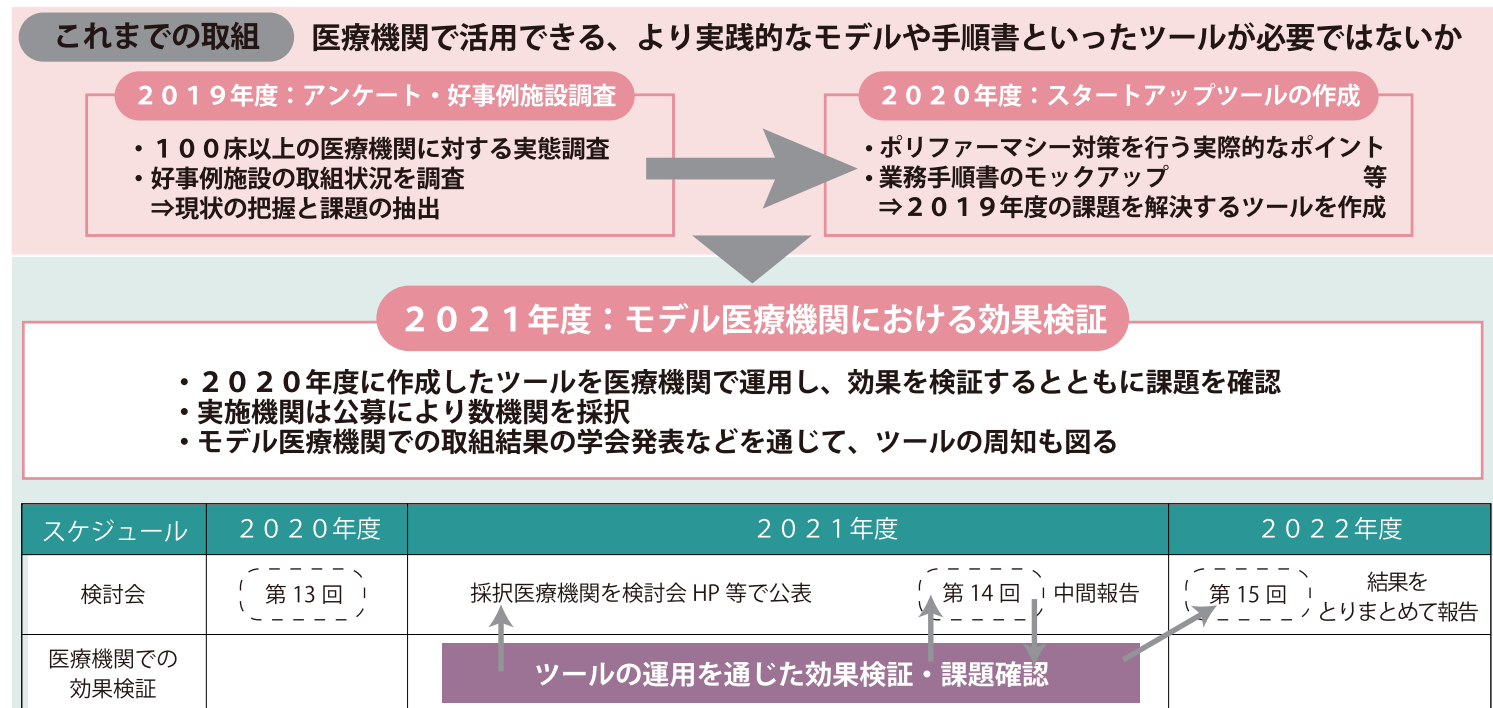 これまでの取組
医療機関で活用できる、より実践的なモデルや手順書といったツールが必要ではないか
２０１９年度：アンケート・好事例施設調査
・１００床以上の医療機関に対する実態調査
・好事例施設の取組状況を調査
⇒現状の把握と課題の抽出
２０２０年度：スタートアップツールの作成
・ポリファーマシー対策を行う実際的なポイント
・業務手順書のモックアップ 等
⇒２０１９年度の課題を解決するツールを作成
２０２１年度：モデル医療機関における効果検証
・２０２０年度に作成したツールを医療機関で運用し、効果を検証するとともに課題を確認
・実施機関は公募により数機関を採択
・モデル医療機関での取組結果の学会発表などを通じて、ツールの周知も図る
スケジュール ２０２０年度 ２０２１年度 ２０２２年度
検討会 第 13 回 採択医療機関を検討会 HP 等で公表 第 14 回 中間報告 第 15 回 結果を
とりまとめて報告
医療機関での
効果検証
ツールの運用を通じた効果検証・課題確認